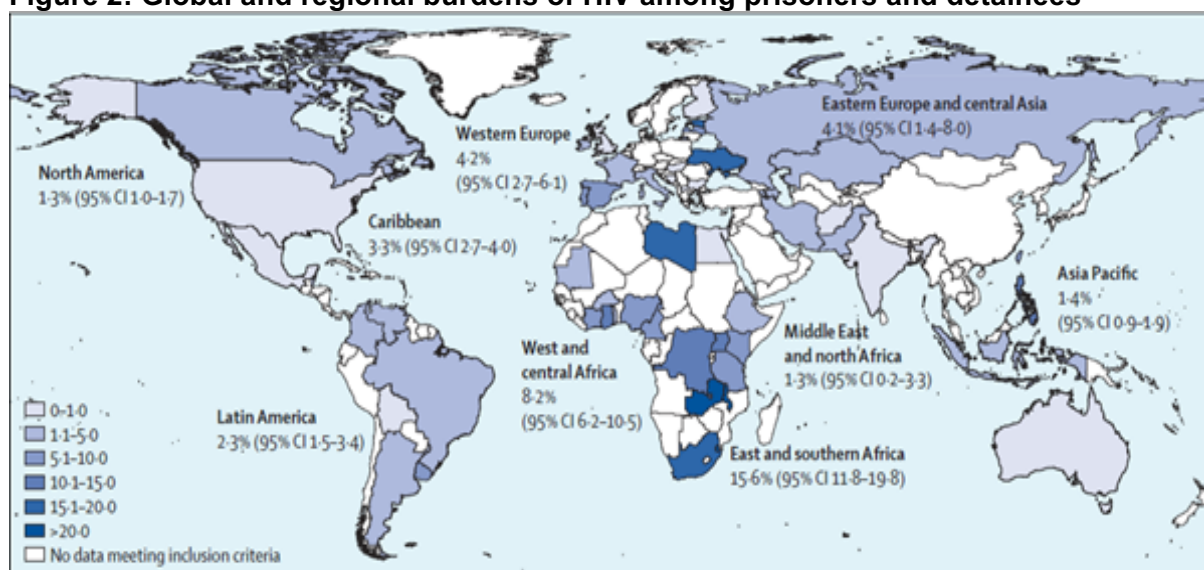 Figure 2: Global and regional burdens of HIV among prisoners and detainees
Eastern Europe and central Asia
4·1% (95% CI 1·4–8·0)
Western Europe
4·2%
(95% CI 2·7–6·1)
North America
1·3% (95% CI 1·0–1·7)
Caribbean
3·3% (95% CI 2·7–4·0)
Asia Pacific
1·4%
(95% CI 0·9–1·9)
Middle East
and north Africa
1·3% (95% CI 0·2–3·3)
West and
central Africa
8·2%
(95% CI 6·2–10·5)
Latin America
2·3% (95% CI 1·5–3·4)
East and southern Africa
15·6% (95% CI 11·8–19·8)
0–1·0
1·1–5·0
5·1–10·0
10·1–15·0
15·1–20·0
>20·0
No data meeting inclusion criteria